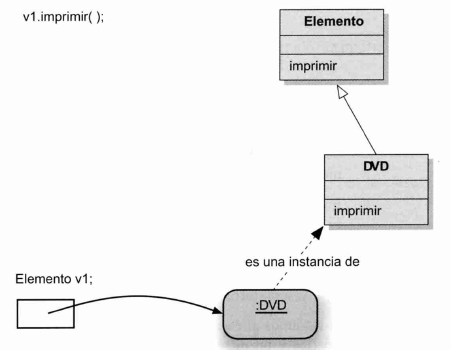 v1.imprimir( );
Elemento
imprimir
DVD
imprimir
es una instancia de
Elemento v1;
:DVD